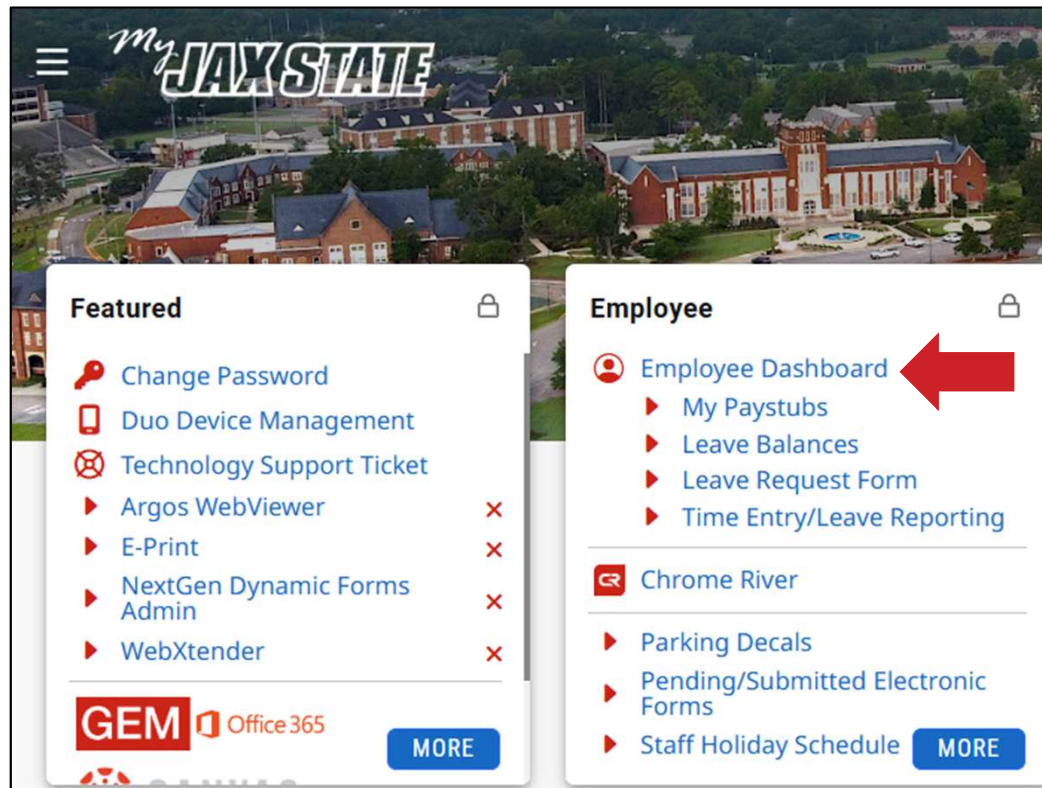 My JAX STATE
Featured
Change Password
Duo Device Management
Technology Support Ticket
Argos WebViewer
E-Print
NextGen Dynamic Forms
Admin
WebXtender
GEM Office 365
CANVAS
MORE
Employee
Employee Dashboard
My Paystubs
Leave Balances
Leave Request Form
Time Entry/Leave Reporting
CR Chrome River
Parking Decals
Pending/Submitted Electronic
Forms
Staff Holiday Schedule
MORE